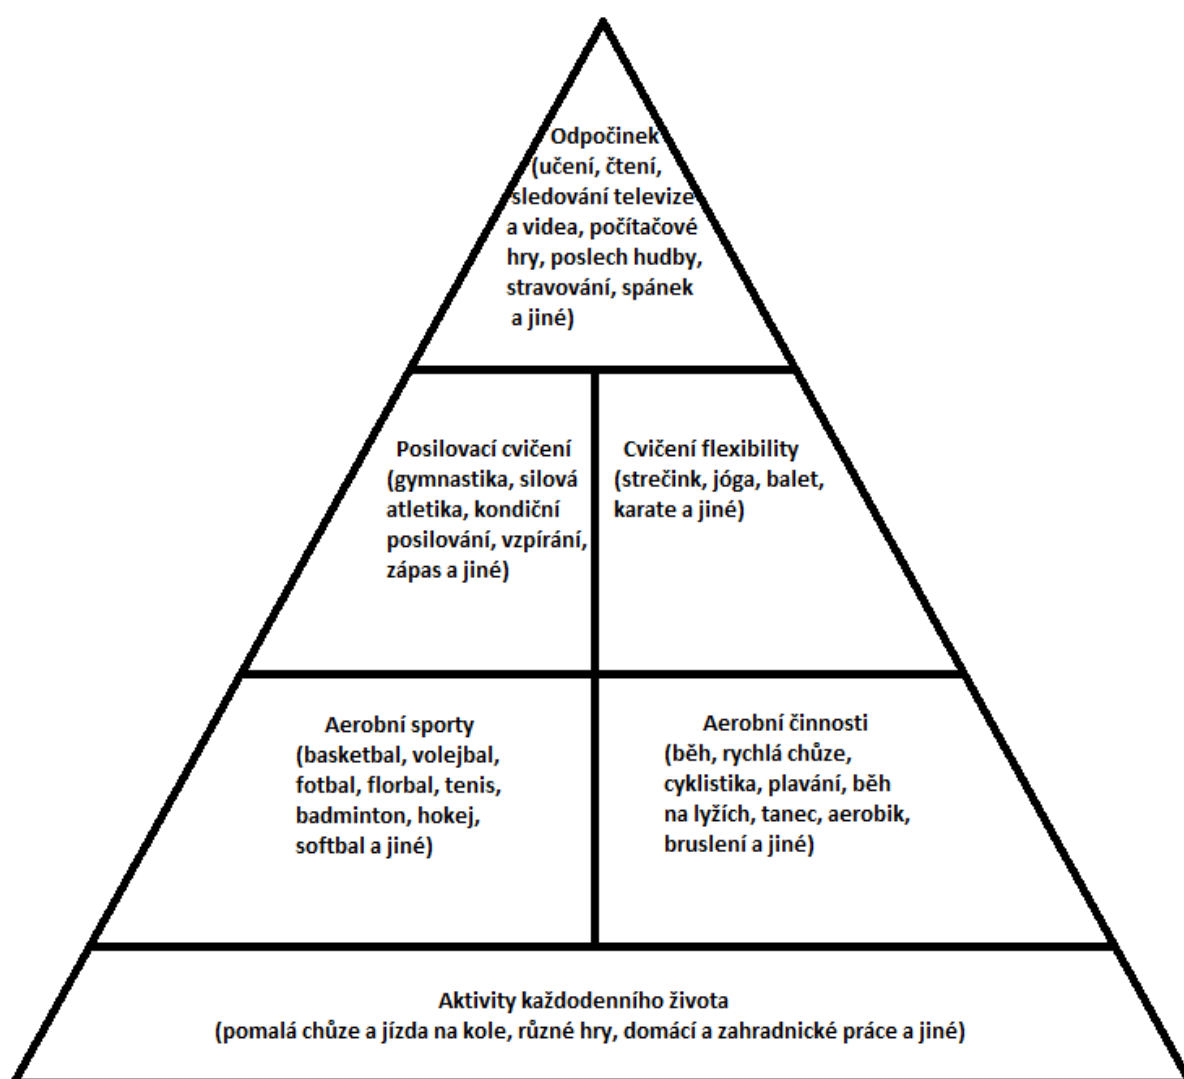 Odpočinek
(učení, čtení,
sledování televize
a videa, počítačové
hry, poslech hudby,
stravování, spánek
a jiné)
Posilovací cvičení
(gymnastika, silová
atletika, kondiční
posilování, vzpírání,
zápas a jiné)
Cvičení flexibility
(strečink, jóga, balet,
karate a jiné)
Aerobní sporty
(basketbal, volejbal,
fotbal, florbal, tenis,
badminton, hokej,
softbal a jiné)
Aerobní činnosti
(běh, rychlá chůze,
cyklistika, plavání, běh
na lyžích, tanec, aerobik,
bruslení a jiné)
Aktivity každodenního života
(pomalá chůze a jízda na kole, různé hry, domácí a zahradnické práce a jiné)